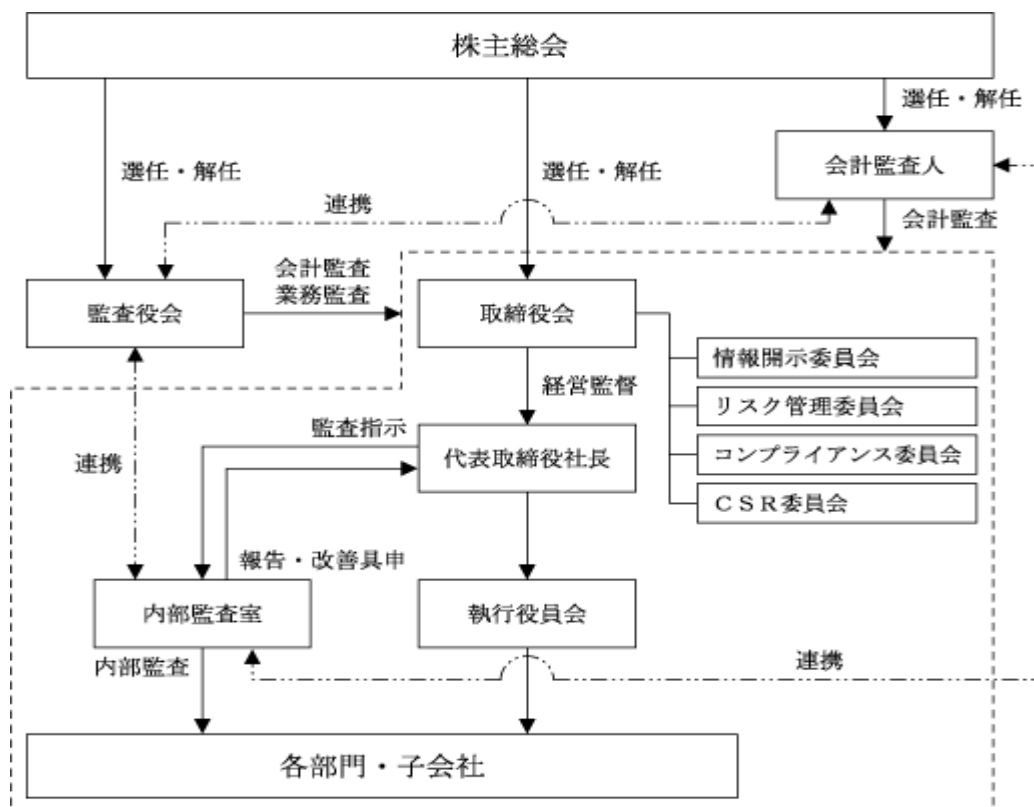 株主総会
選任・解任
会計監査人
選任・解任
選任・解任
連携
会計監査
会計監査
業務監査
監査役会
取締役会
情報開示委員会
経営監督
リスク管理委員会
監査指示
連携
代表取締役社長
コンプライアンス委員会
CSR委員会
報告・改善具申
内部監査室
執行役員会
内部監査
連携
各部門・子会社